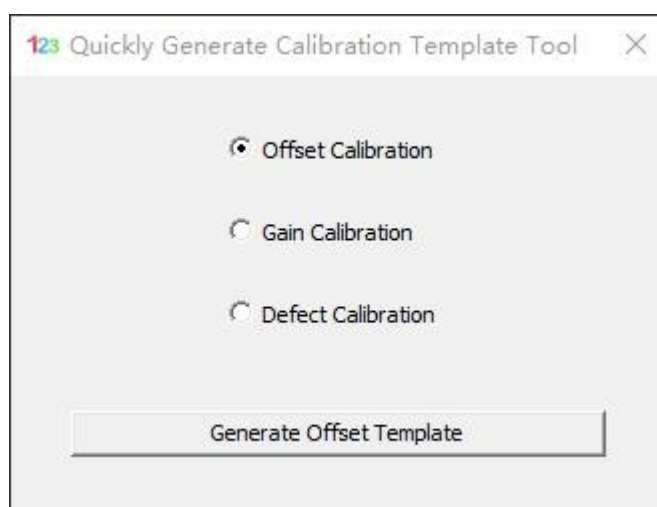 123 Quickly Generate Calibration Template Tool
Offset Calibration
Gain Calibration
Defect Calibration
Generate Offset Template